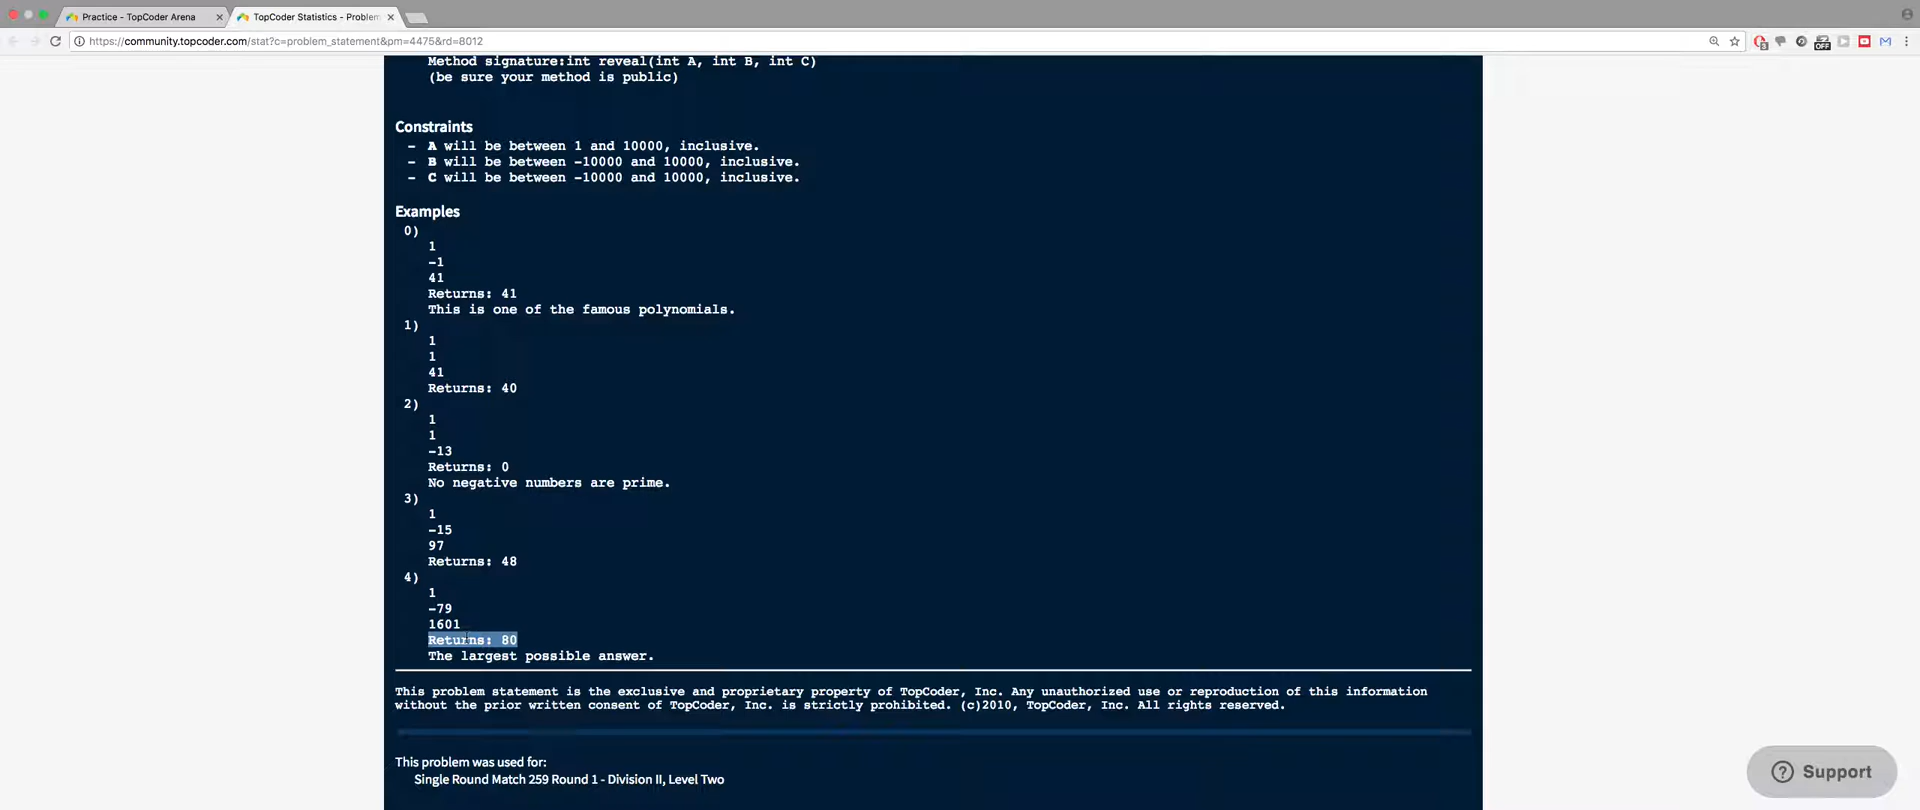 Practice - TopCoder Arena
TopCoder Statistics - Problem
https://community.topcoder.com/stat?c=problem_statement&pm=4475&rd=8012
Method signature:int reveal(int A, int B, int C)
(be sure your method is public)
Constraints
- A will be between 1 and 10000, inclusive.
- B will be between -10000 and 10000, inclusive.
- C will be between -10000 and 10000, inclusive.
Examples
0)
1
-1
41
Returns: 41
This is one of the famous polynomials.
1)
1
1
41
Returns: 40
2)
1
1
-13
Returns: 0
No negative numbers are prime.
3)
1
-15
97
Returns: 48
4)
1
-79
1601
Returns: 80
The largest possible answer.
This problem statement is the exclusive and proprietary property of TopCoder, Inc. Any unauthorized use or reproduction of this information
without the prior written consent of TopCoder, Inc. is strictly prohibited. (c)2010, TopCoder, Inc. All rights reserved.
This problem was used for:
Single Round Match 259 Round 1 - Division II, Level Two
Support